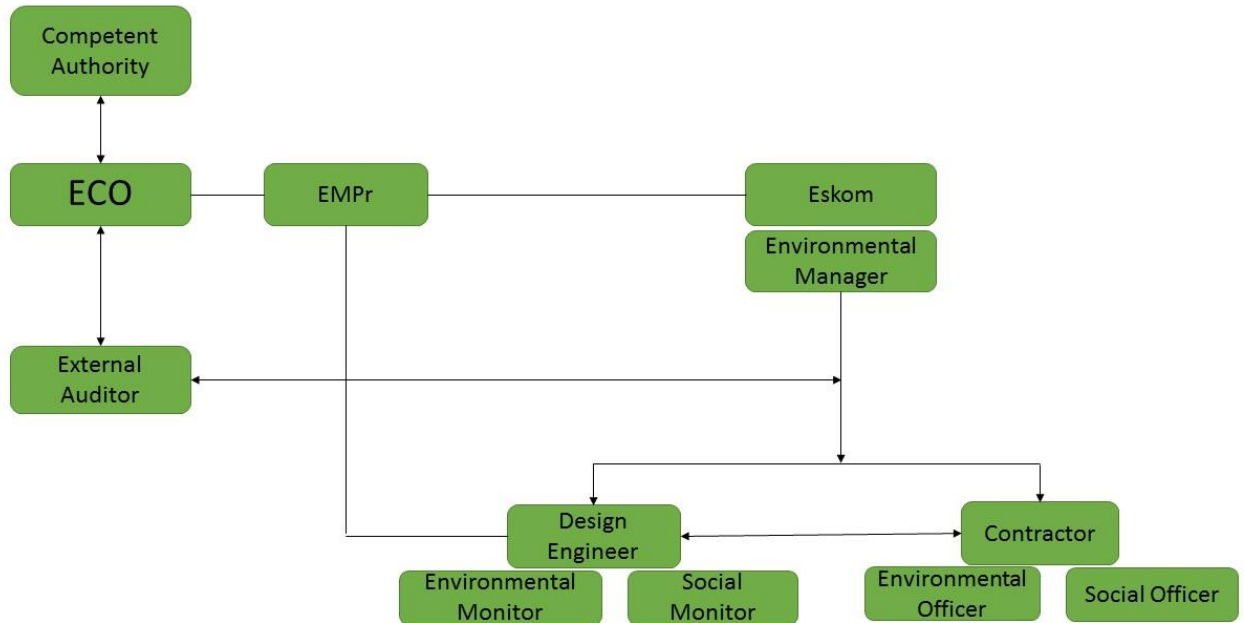 Competent
Authority
ECO
EMPr
Eskom
Environmental
Manager
External
Auditor
Design
Engineer
Contractor
Environmental
Monitor
Social
Monitor
Environmental
Officer
Social Officer